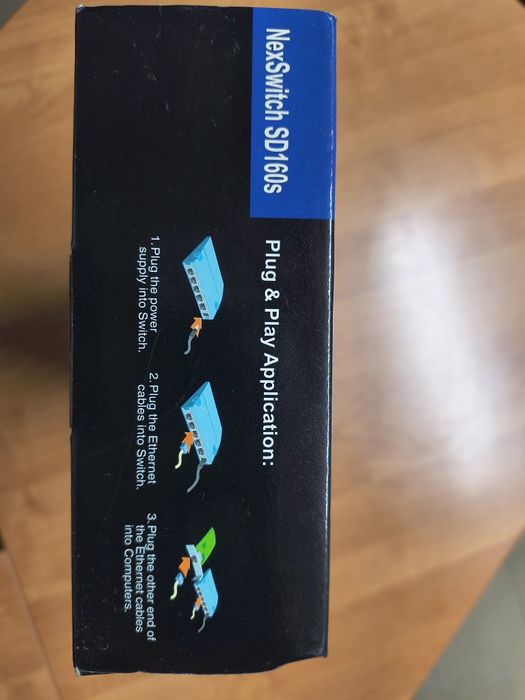 NexSwitch SD160s
Plug & Play Application:
1.Plug the power
supply into Switch.
2. Plug the Ethernet
cables into Switch.
3. Plug the other end of
the Ethernet cables
into Computers.